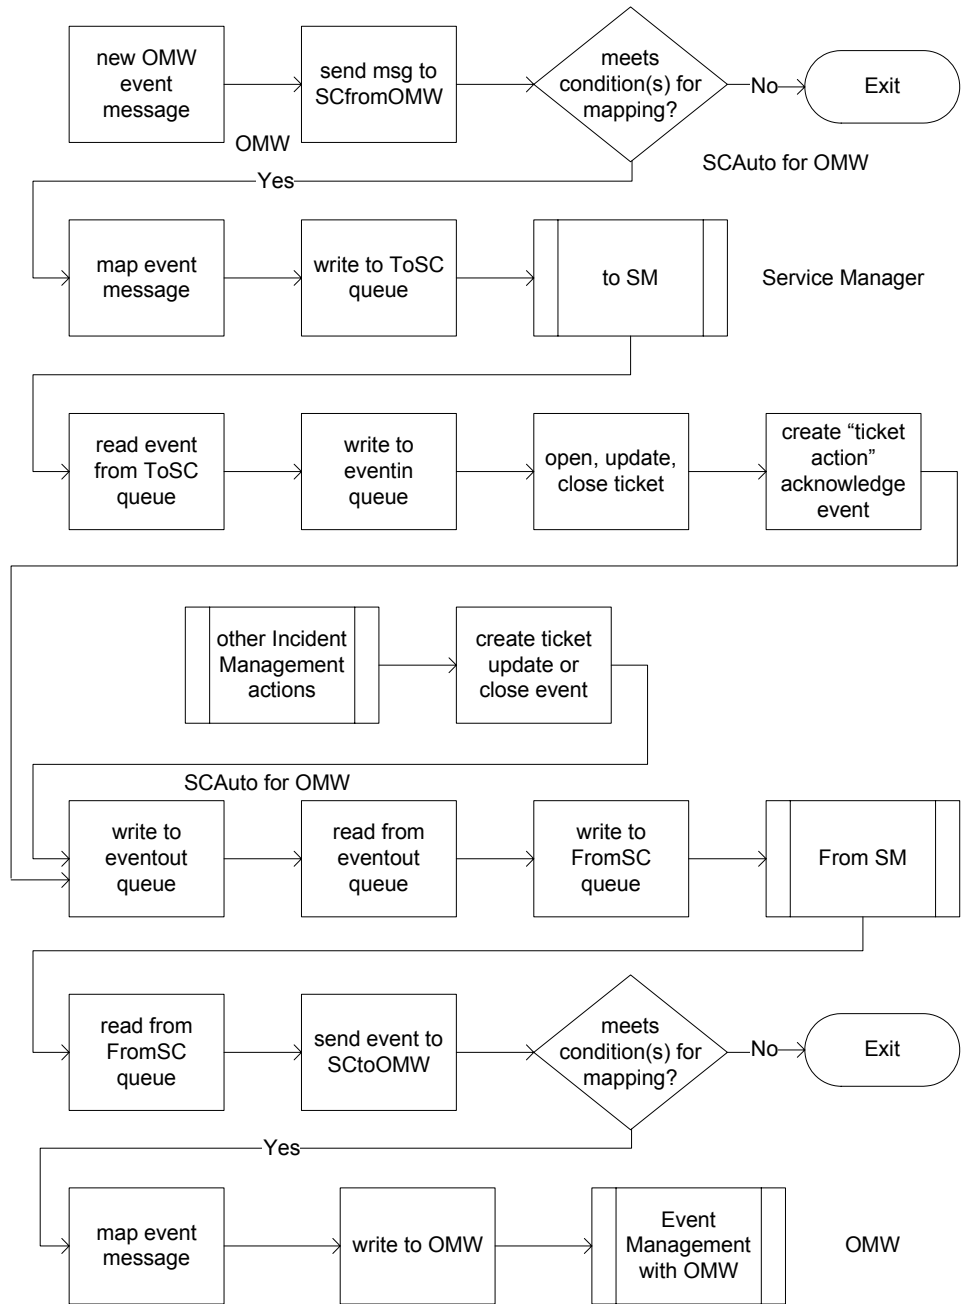 new OMW
event
message
send msg to
SCfromOMW
meets
condition(s) for
mapping?
No
Exit
OMW
SCAuto for OMW
Yes
map event
message
write to ToSC
queue
to SM
Service Manager
read event
from ToSC
queue
write to
eventin
queue
open, update,
close ticket
create “ticket
action”
acknowledge
event
other Incident
Management
actions
create ticket
update or
close event
SCAuto for OMW
write to
eventout
queue
read from
eventout
queue
write to
FromSC
queue
From SM
read from
FromSC
queue
send event to
SCtoOMW
meets
condition(s) for
mapping?
No
Exit
Yes
map event
message
write to OMW
Event
Management
with OMW
OMW